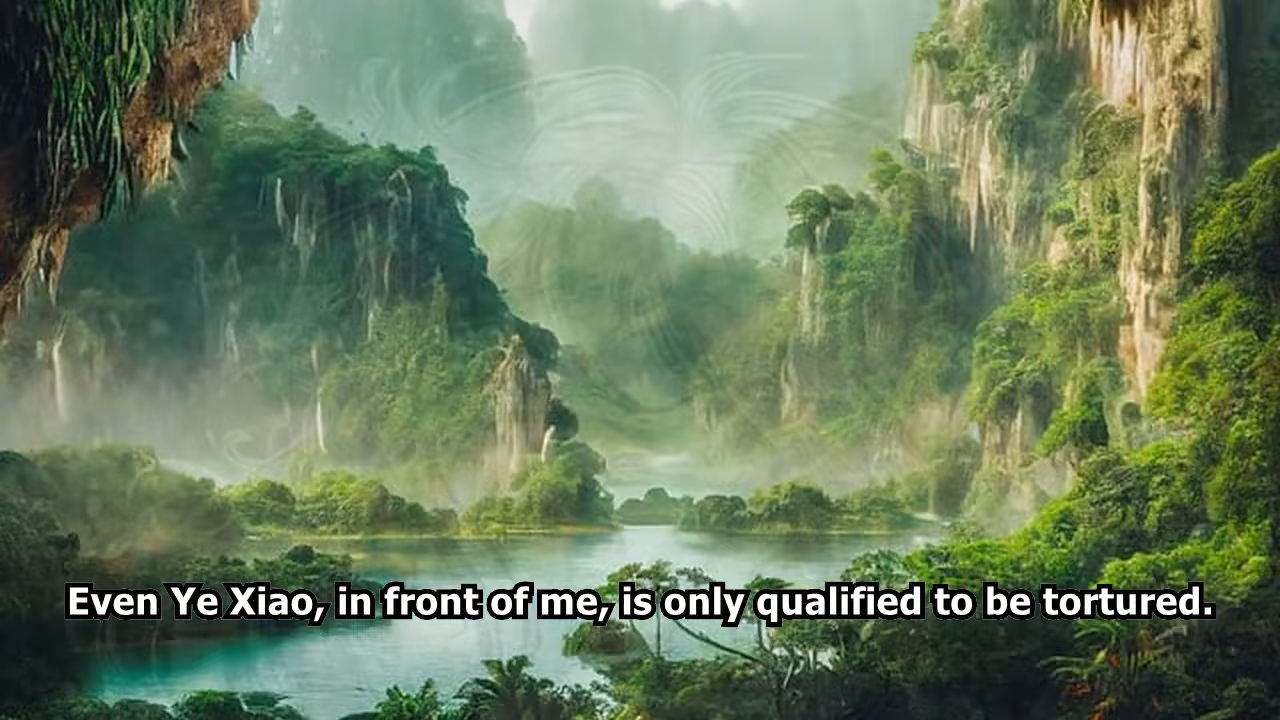 Even Ye Xiao, in front of me, is only qualified to be tortured.